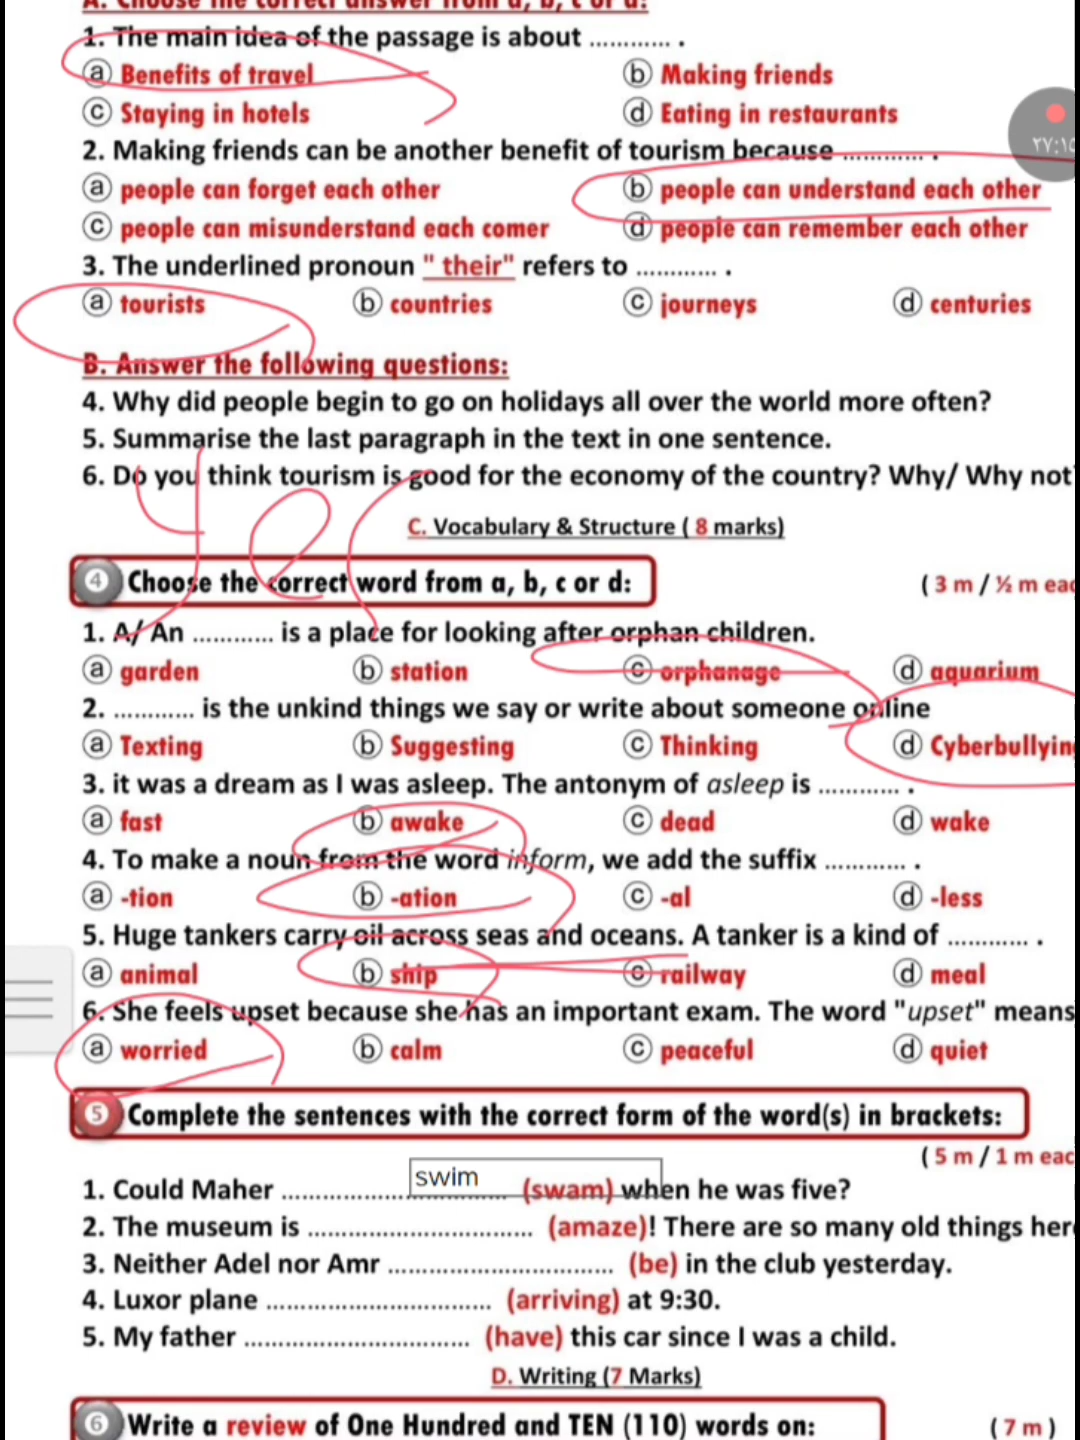 A. Choose the correct answer from a, b, c or d:
1. The main idea of the passage is about ............ .
ⓐ Benefits of travel ⓑ Making friends
ⓒ Staying in hotels ⓓ Eating in restaurants
2. Making friends can be another benefit of tourism because ............ .
٢٧:١٥
ⓐ people can forget each other ⓑ people can understand each other
ⓒ people can misunderstand each comer ⓓ people can remember each other
3. The underlined pronoun " their" refers to ............ .
ⓐ tourists ⓑ countries ⓒ journeys ⓓ centuries
B. Answer the following questions:
4. Why did people begin to go on holidays all over the world more often?
5. Summarise the last paragraph in the text in one sentence.
6. Do you think tourism is good for the economy of the country? Why/ Why not
yes
C. Vocabulary & Structure ( 8 marks)
4 Choose the correct word from a, b, c or d: ( 3 m / ½ m eac
1. A/ An ............ is a place for looking after orphan children.
ⓐ garden ⓑ station ⓒ orphanage ⓓ aquarium
2. ............ is the unkind things we say or write about someone online
ⓐ Texting ⓑ Suggesting ⓒ Thinking ⓓ Cyberbullyin
3. it was a dream as I was asleep. The antonym of asleep is ............ .
ⓐ fast ⓑ awake ⓒ dead ⓓ wake
4. To make a noun from the word inform, we add the suffix ............ .
ⓐ -tion ⓑ -ation ⓒ -al ⓓ -less
5. Huge tankers carry oil across seas and oceans. A tanker is a kind of ............ .
ⓐ animal ⓑ ship ⓒ railway ⓓ meal
6. She feels upset because she has an important exam. The word "upset" means
ⓐ worried ⓑ calm ⓒ peaceful ⓓ quiet
5 Complete the sentences with the correct form of the word(s) in brackets:
( 5 m / 1 m eac
swim
1. Could Maher .................................. (swam) when he was five?
2. The museum is .................................. (amaze)! There are so many old things her
3. Neither Adel nor Amr .................................. (be) in the club yesterday.
4. Luxor plane .................................. (arriving) at 9:30.
5. My father .................................. (have) this car since I was a child.
D. Writing (7 Marks)
6 Write a review of One Hundred and TEN (110) words on: ( 7 m )